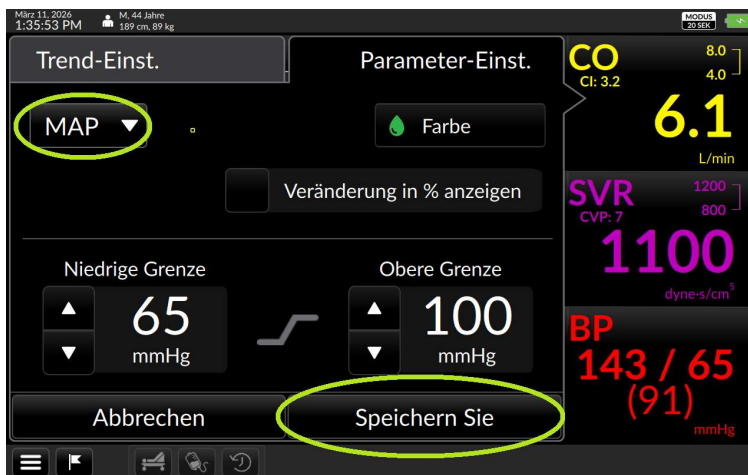 März 11, 2026
1:35:53 PM
M, 44 Jahre
189 cm, 89 kg
MODUS
20 SEK
Trend-Einst.
Parameter-Einst.
MAP
Farbe
Veränderung in % anzeigen
Niedrige Grenze
Obere Grenze
65
mmHg
100
mmHg
Abbrechen
Speichern Sie
CO
CI: 3.2
8.0
4.0
6.1
L/min
SVR
CVP: 7
1200
800
1100
dyne·s/cm⁵
BP
143 / 65
(91)
mmHg